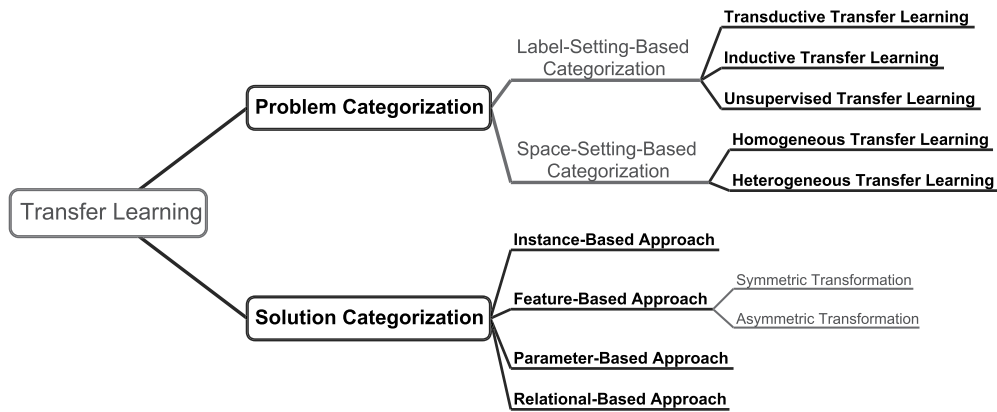 Transfer Learning
Problem Categorization
Label-Setting-Based
Categorization
Transductive Transfer Learning
Inductive Transfer Learning
Unsupervised Transfer Learning
Space-Setting-Based
Categorization
Homogeneous Transfer Learning
Heterogeneous Transfer Learning
Solution Categorization
Instance-Based Approach
Feature-Based Approach
Symmetric Transformation
Asymmetric Transformation
Parameter-Based Approach
Relational-Based Approach